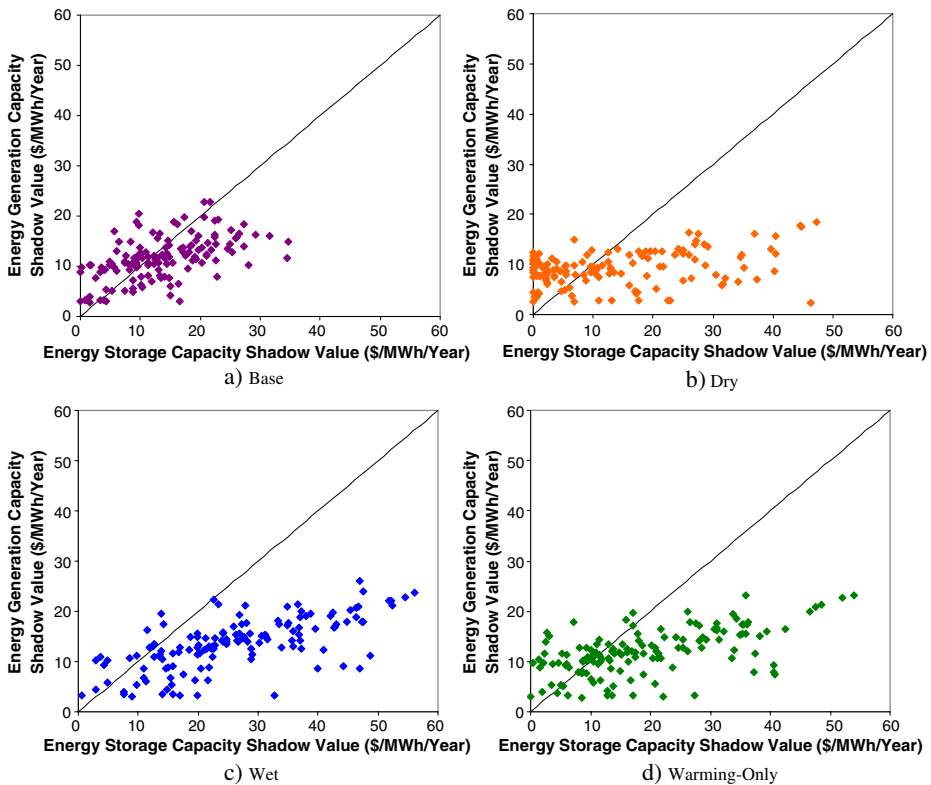 60
50
40
30
20
10
0
Energy Generation Capacity
Shadow Value ($/MWh/Year)
0 10 20 30 40 50 60
Energy Storage Capacity Shadow Value ($/MWh/Year)
a) Base
60
50
40
30
20
10
0
Energy Generation Capacity
Shadow Value ($/MWh/Year)
0 10 20 30 40 50 60
Energy Storage Capacity Shadow Value ($/MWh/Year)
b) Dry
60
50
40
30
20
10
0
Energy Generation Capacity
Shadow Value ($/MWh/Year)
0 10 20 30 40 50 60
Energy Storage Capacity Shadow Value ($/MWh/Year)
c) Wet
60
50
40
30
20
10
0
Energy Generation Capacity
Shadow Value ($/MWh/Year)
0 10 20 30 40 50 60
Energy Storage Capacity Shadow Value ($/MWh/Year)
d) Warming-Only